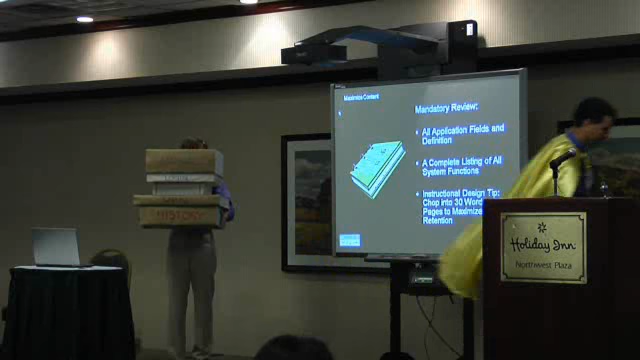 Maximize Content
Mandatory Review:
• All Application Fields and
Definition
• A Complete Listing of All
System Functions
• Instructional Design Tip:
Chop into 30 Word
Pages to Maximize
Retention
HISTORY
Holiday Inn
Northwest Plaza